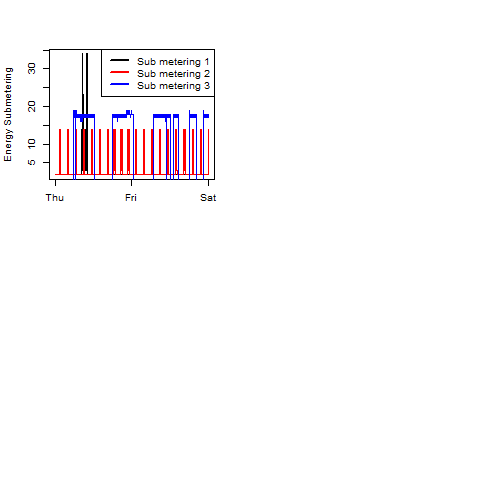 Energy Submetering
30
20
10
5
Sub metering 1
Sub metering 2
Sub metering 3
Thu Fri Sat